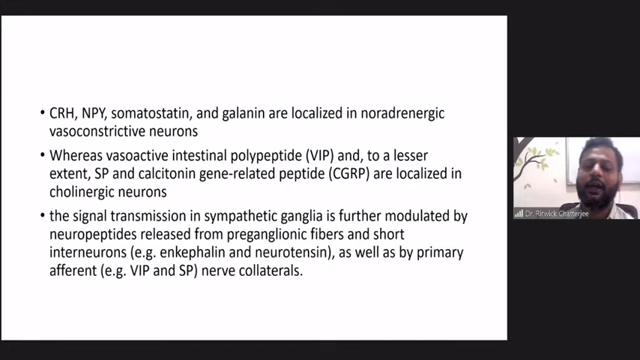 • CRH, NPY, somatostatin, and galanin are localized in noradrenergic
vasoconstrictive neurons
• Whereas vasoactive intestinal polypeptide (VIP) and, to a lesser
extent, SP and calcitonin gene-related peptide (CGRP) are localized in
cholinergic neurons
• the signal transmission in sympathetic ganglia is further modulated by
neuropeptides released from preganglionic fibers and short
interneurons (e.g. enkephalin and neurotensin), as well as by primary
afferent (e.g. VIP and SP) nerve collaterals.
Dr. Ritwick Chatterjee